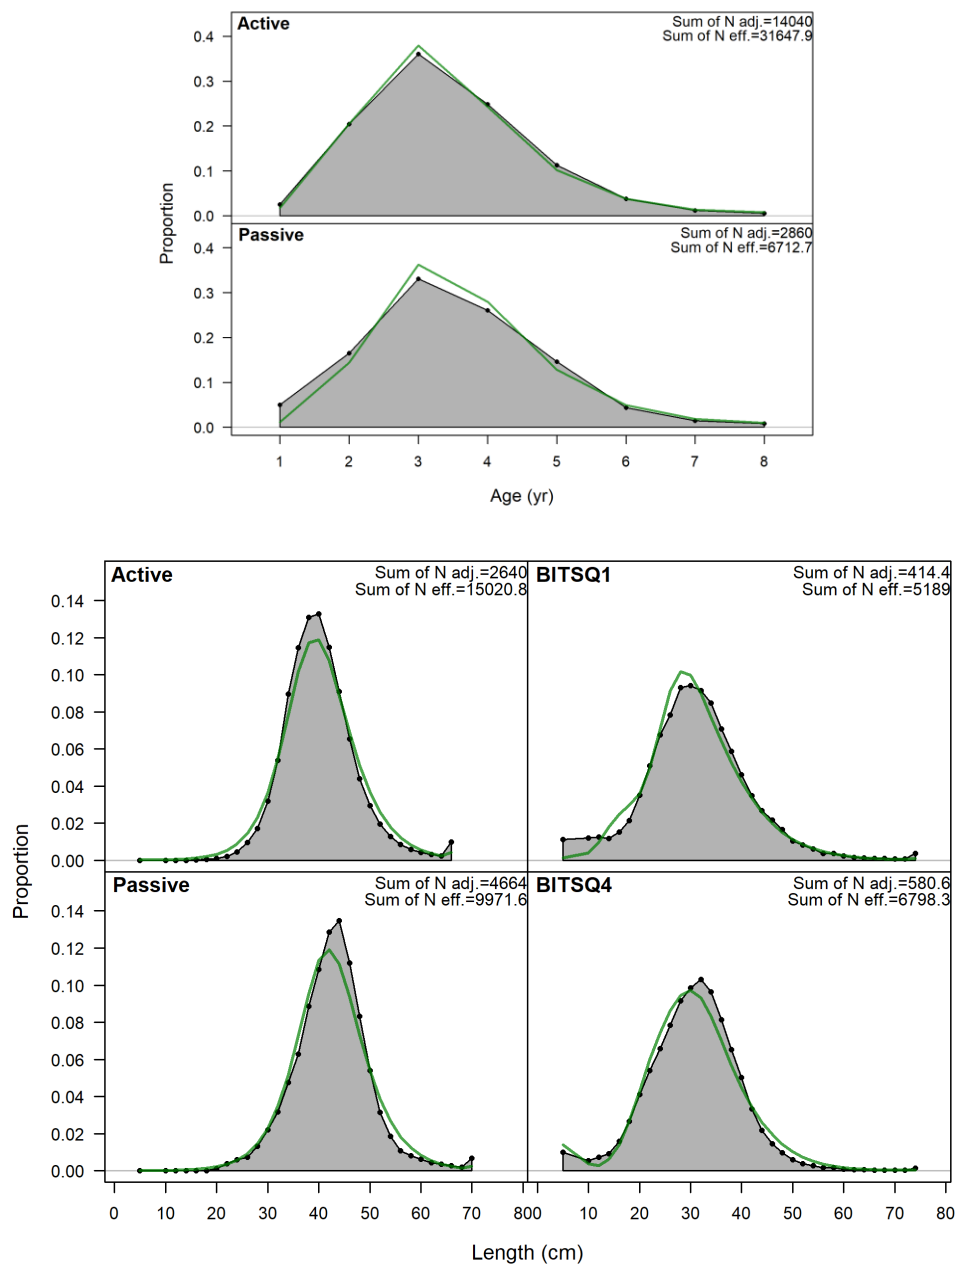 Active
Sum of N adj.=14040
Sum of N eff.=31647.9
0.4
0.3
0.2
0.1
0.0
Passive
Sum of N adj.=2860
Sum of N eff.=6712.7
0.4
0.3
0.2
0.1
0.0
Proportion
1 2 3 4 5 6 7 8
Age (yr)
Active
Sum of N adj.=2640
Sum of N eff.=15020.8
0.14
0.12
0.10
0.08
0.06
0.04
0.02
0.00
BITSQ1
Sum of N adj.=414.4
Sum of N eff.=5189
Passive
Sum of N adj.=4664
Sum of N eff.=9971.6
0.14
0.12
0.10
0.08
0.06
0.04
0.02
0.00
BITSQ4
Sum of N adj.=580.6
Sum of N eff.=6798.3
Proportion
0 10 20 30 40 50 60 70 80 0 10 20 30 40 50 60 70 80
Length (cm)